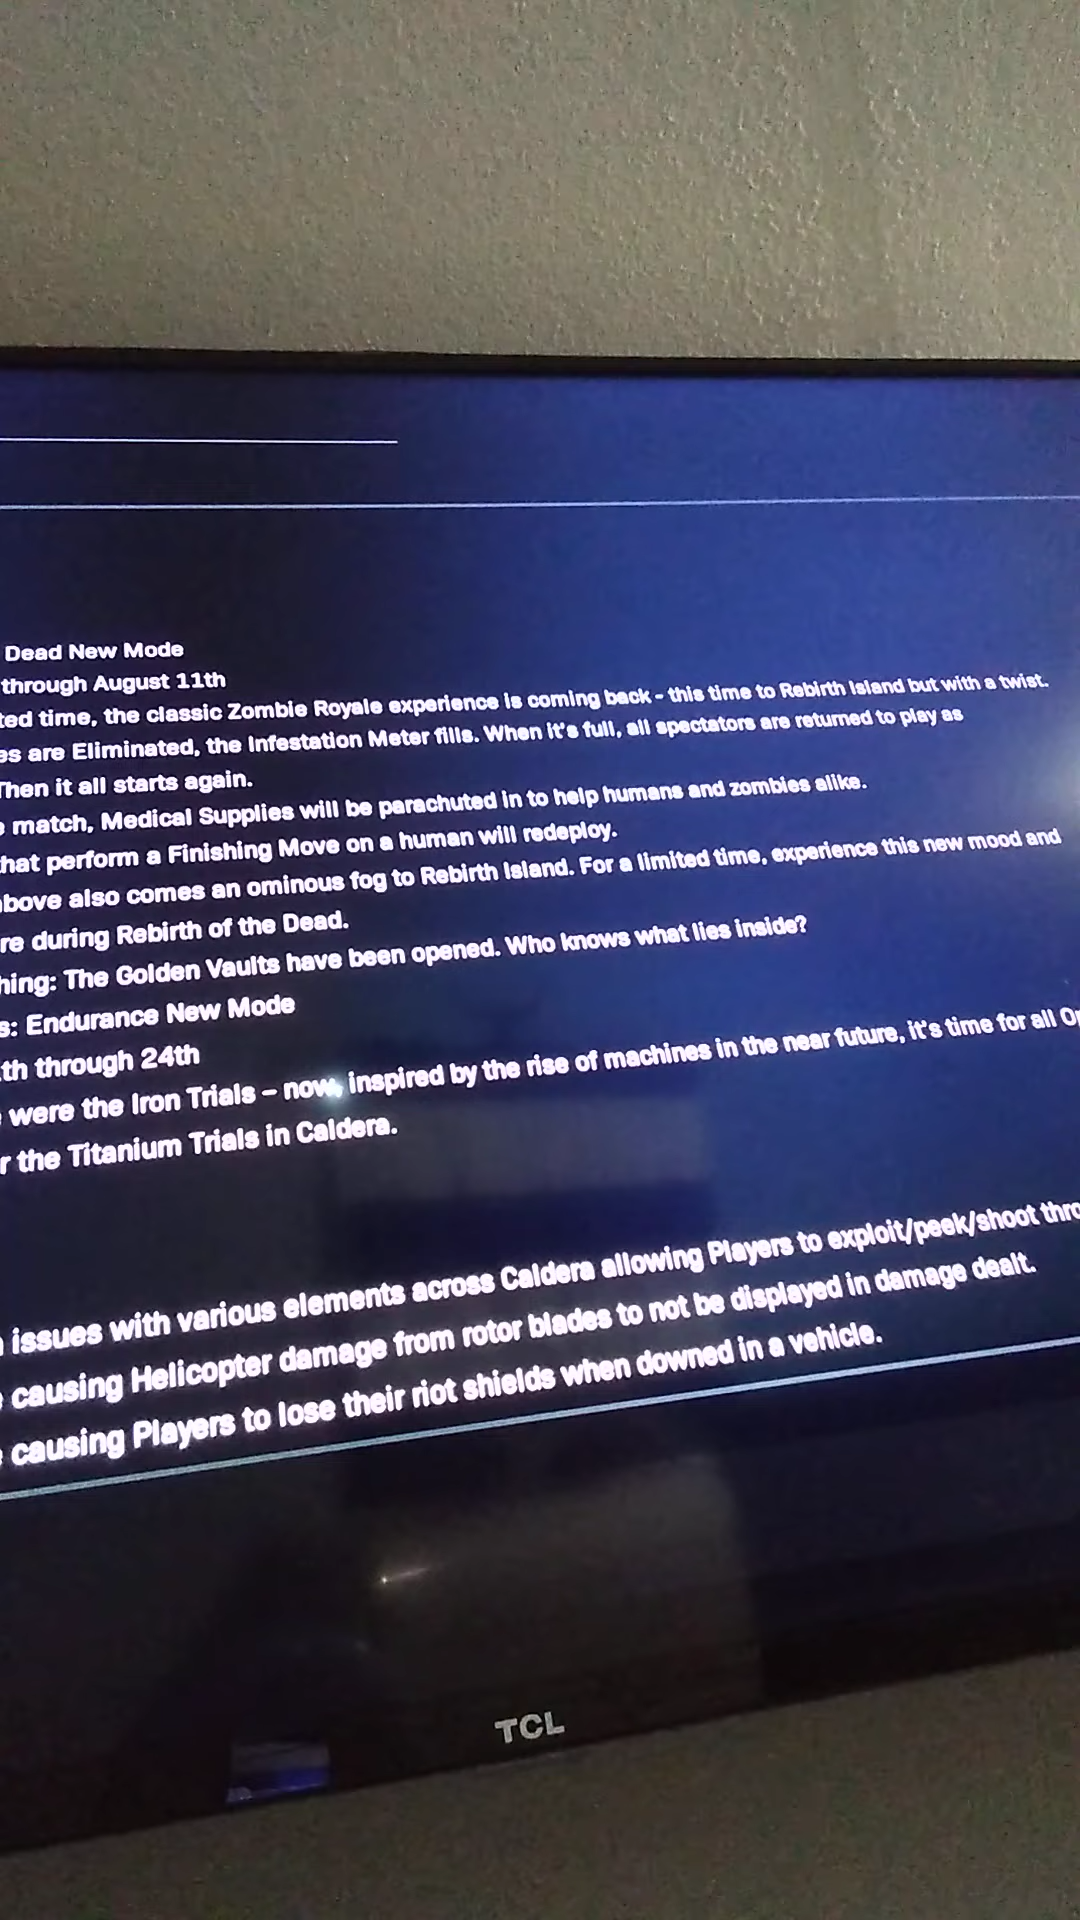 Dead New Mode
through August 11th
ted time, the classic Zombie Royale experience is coming back - this time to Rebirth Island but with a twist.
es are Eliminated, the Infestation Meter fills. When it's full, all spectators are returned to play as
Then it all starts again.
match, Medical Supplies will be parachuted in to help humans and zombies alike.
that perform a Finishing Move on a human will redeploy.
bove also comes an ominous fog to Rebirth Island. For a limited time, experience this new mood and
re during Rebirth of the Dead.
hing: The Golden Vaults have been opened. Who knows what lies inside?
s: Endurance New Mode
th through 24th
were the Iron Trials – now, inspired by the rise of machines in the near future, it's time for all Op
r the Titanium Trials in Caldera.
issues with various elements across Caldera allowing Players to exploit/peek/shoot thro
causing Helicopter damage from rotor blades to not be displayed in damage dealt.
causing Players to lose their riot shields when downed in a vehicle.
TCL